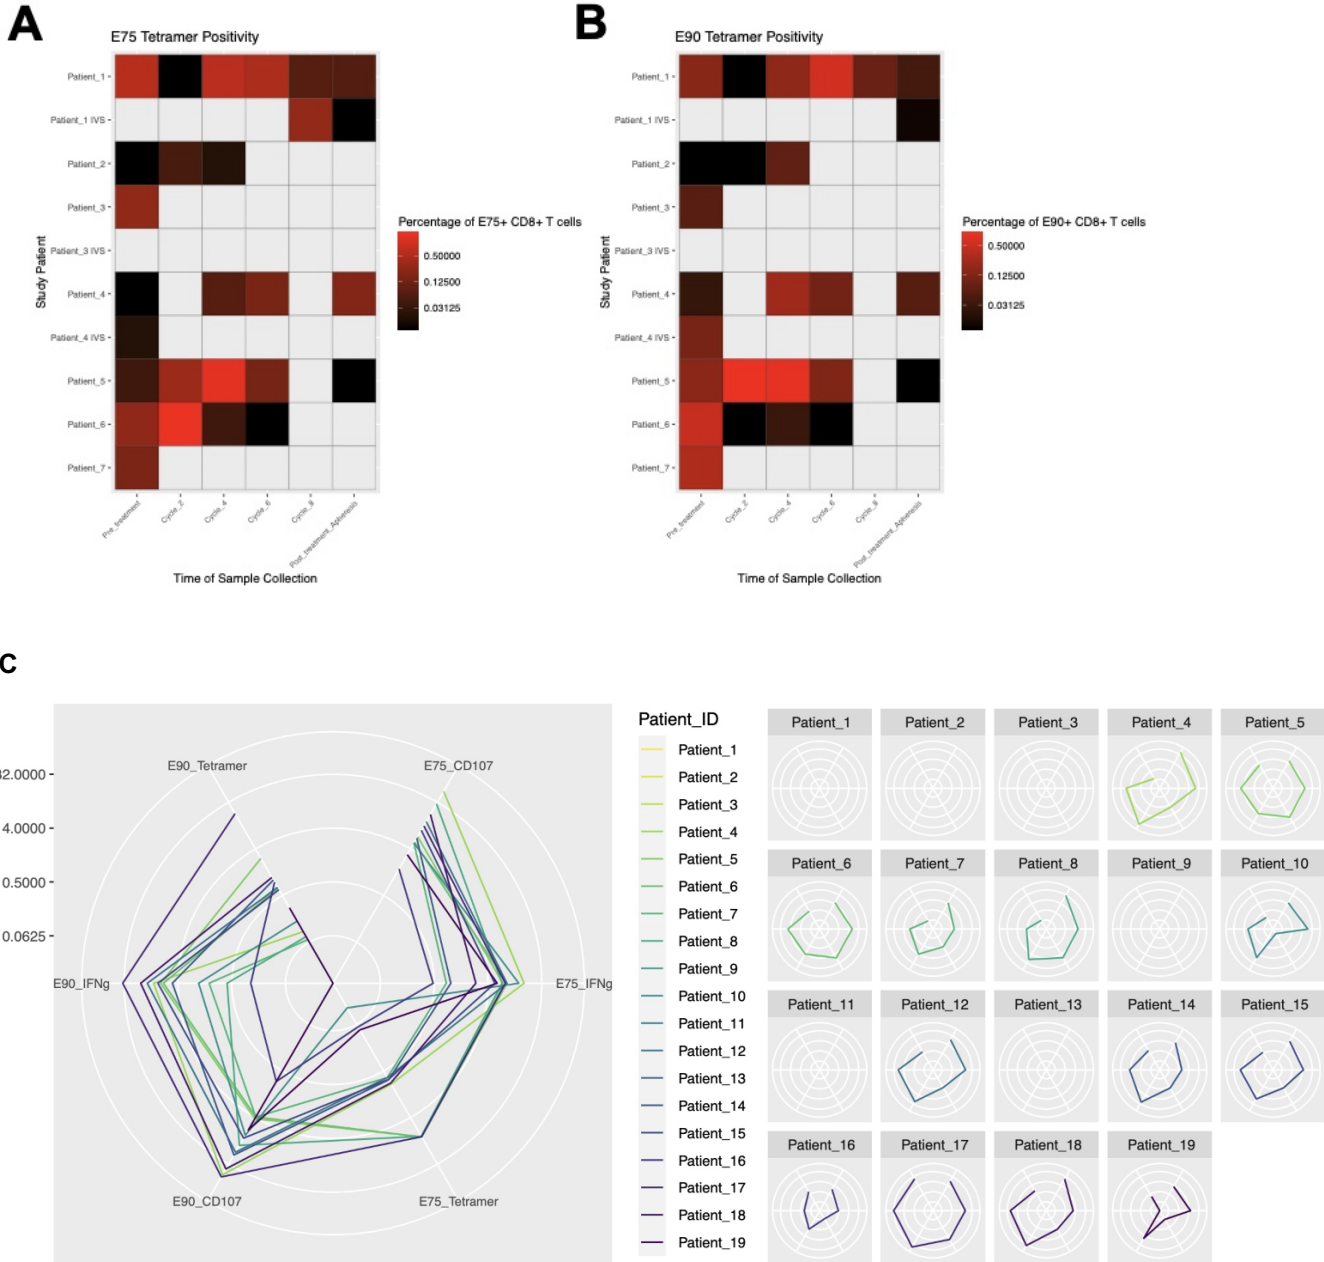 A
E75 Tetramer Positivity
Patient_1
Patient_1 IVS
Patient_2
Patient_3
Patient_3 IVS
Patient_4
Patient_4 IVS
Patient_5
Patient_6
Patient_7
Study Patient
Pre_treatment
Cycle_2
Cycle_4
Cycle_6
Cycle_8
Post_treatment_Apheresis
Time of Sample Collection
Percentage of E75+ CD8+ T cells
0.50000
0.12500
0.03125
B
E90 Tetramer Positivity
Patient_1
Patient_1 IVS
Patient_2
Patient_3
Patient_3 IVS
Patient_4
Patient_4 IVS
Patient_5
Patient_6
Patient_7
Study Patient
Pre_treatment
Cycle_2
Cycle_4
Cycle_6
Cycle_8
Post_treatment_Apheresis
Time of Sample Collection
Percentage of E90+ CD8+ T cells
0.50000
0.12500
0.03125
C
E90_Tetramer
E75_CD107
32.0000
4.0000
0.5000
0.0625
E90_IFNg
E75_IFNg
E90_CD107
E75_Tetramer
Patient_ID
Patient_1
Patient_2
Patient_3
Patient_4
Patient_5
Patient_6
Patient_7
Patient_8
Patient_9
Patient_10
Patient_11
Patient_12
Patient_13
Patient_14
Patient_15
Patient_16
Patient_17
Patient_18
Patient_19
Patient_1
Patient_2
Patient_3
Patient_4
Patient_5
Patient_6
Patient_7
Patient_8
Patient_9
Patient_10
Patient_11
Patient_12
Patient_13
Patient_14
Patient_15
Patient_16
Patient_17
Patient_18
Patient_19